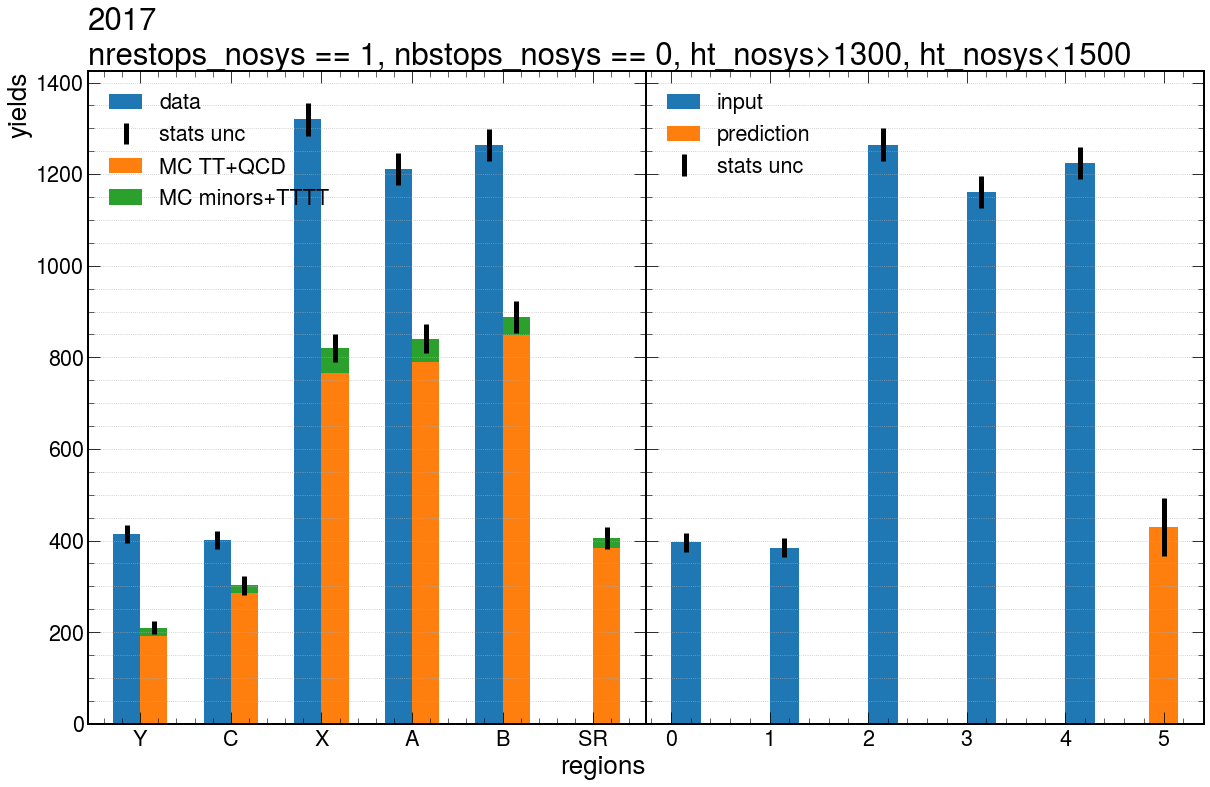 2017
nrestops_nosys == 1, nbstops_nosys == 0, ht_nosys>1300, ht_nosys<1500
yields
1400
1200
1000
800
600
400
200
0
data
stats unc
MC TT+QCD
MC minors+TTTT
input
prediction
stats unc
Y C X A B SR
0 1 2 3 4 5
regions